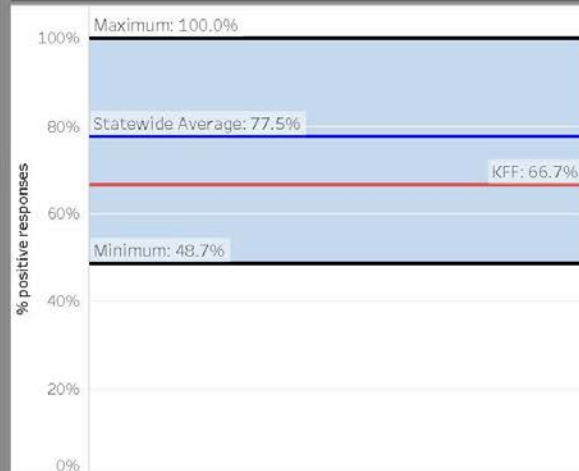 Maximum: 100.0%
100%
80%
Statewide Average: 77.5%
KFF: 66.7%
60%
Minimum: 48.7%
40%
20%
0%
% positive responses